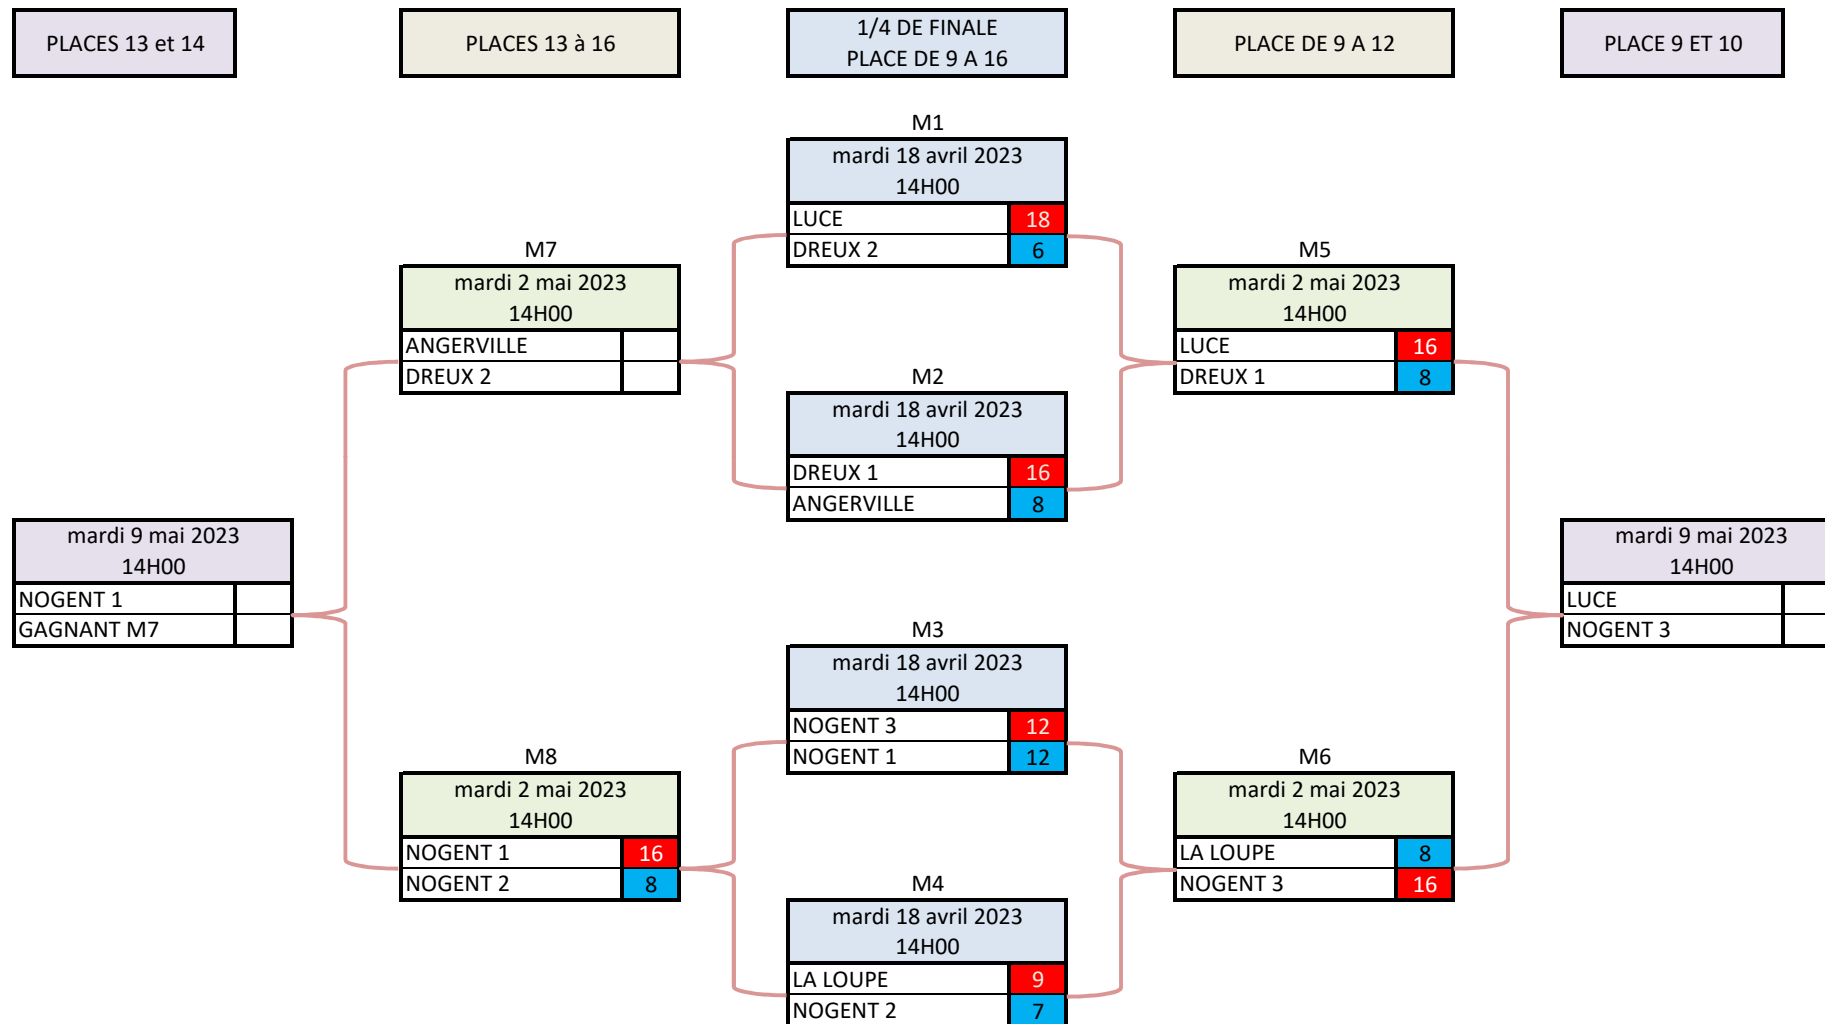 PLACES 13 et 14
PLACES 13 à 16
1/4 DE FINALE
PLACE DE 9 A 16
PLACE DE 9 A 12
PLACE 9 ET 10
M1
mardi 18 avril 2023
14H00
LUCE 18
DREUX 2 6
M7
mardi 2 mai 2023
14H00
ANGERVILLE
DREUX 2
M5
mardi 2 mai 2023
14H00
LUCE 16
DREUX 1 8
M2
mardi 18 avril 2023
14H00
DREUX 1 16
ANGERVILLE 8
mardi 9 mai 2023
14H00
NOGENT 1
GAGNANT M7
mardi 9 mai 2023
14H00
LUCE
NOGENT 3
M3
mardi 18 avril 2023
14H00
NOGENT 3 12
NOGENT 1 12
M8
mardi 2 mai 2023
14H00
NOGENT 1 16
NOGENT 2 8
M6
mardi 2 mai 2023
14H00
LA LOUPE 8
NOGENT 3 16
M4
mardi 18 avril 2023
14H00
LA LOUPE 9
NOGENT 2 7